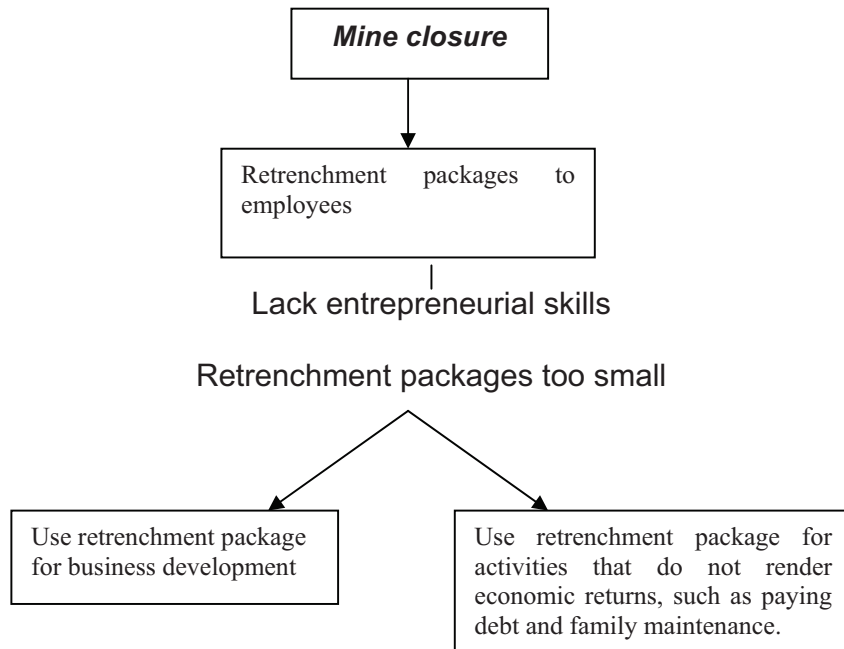 Mine closure
Retrenchment packages to
employees
Lack entrepreneurial skills
Retrenchment packages too small
Use retrenchment package
for business development
Use retrenchment package for
activities that do not render
economic returns, such as paying
debt and family maintenance.